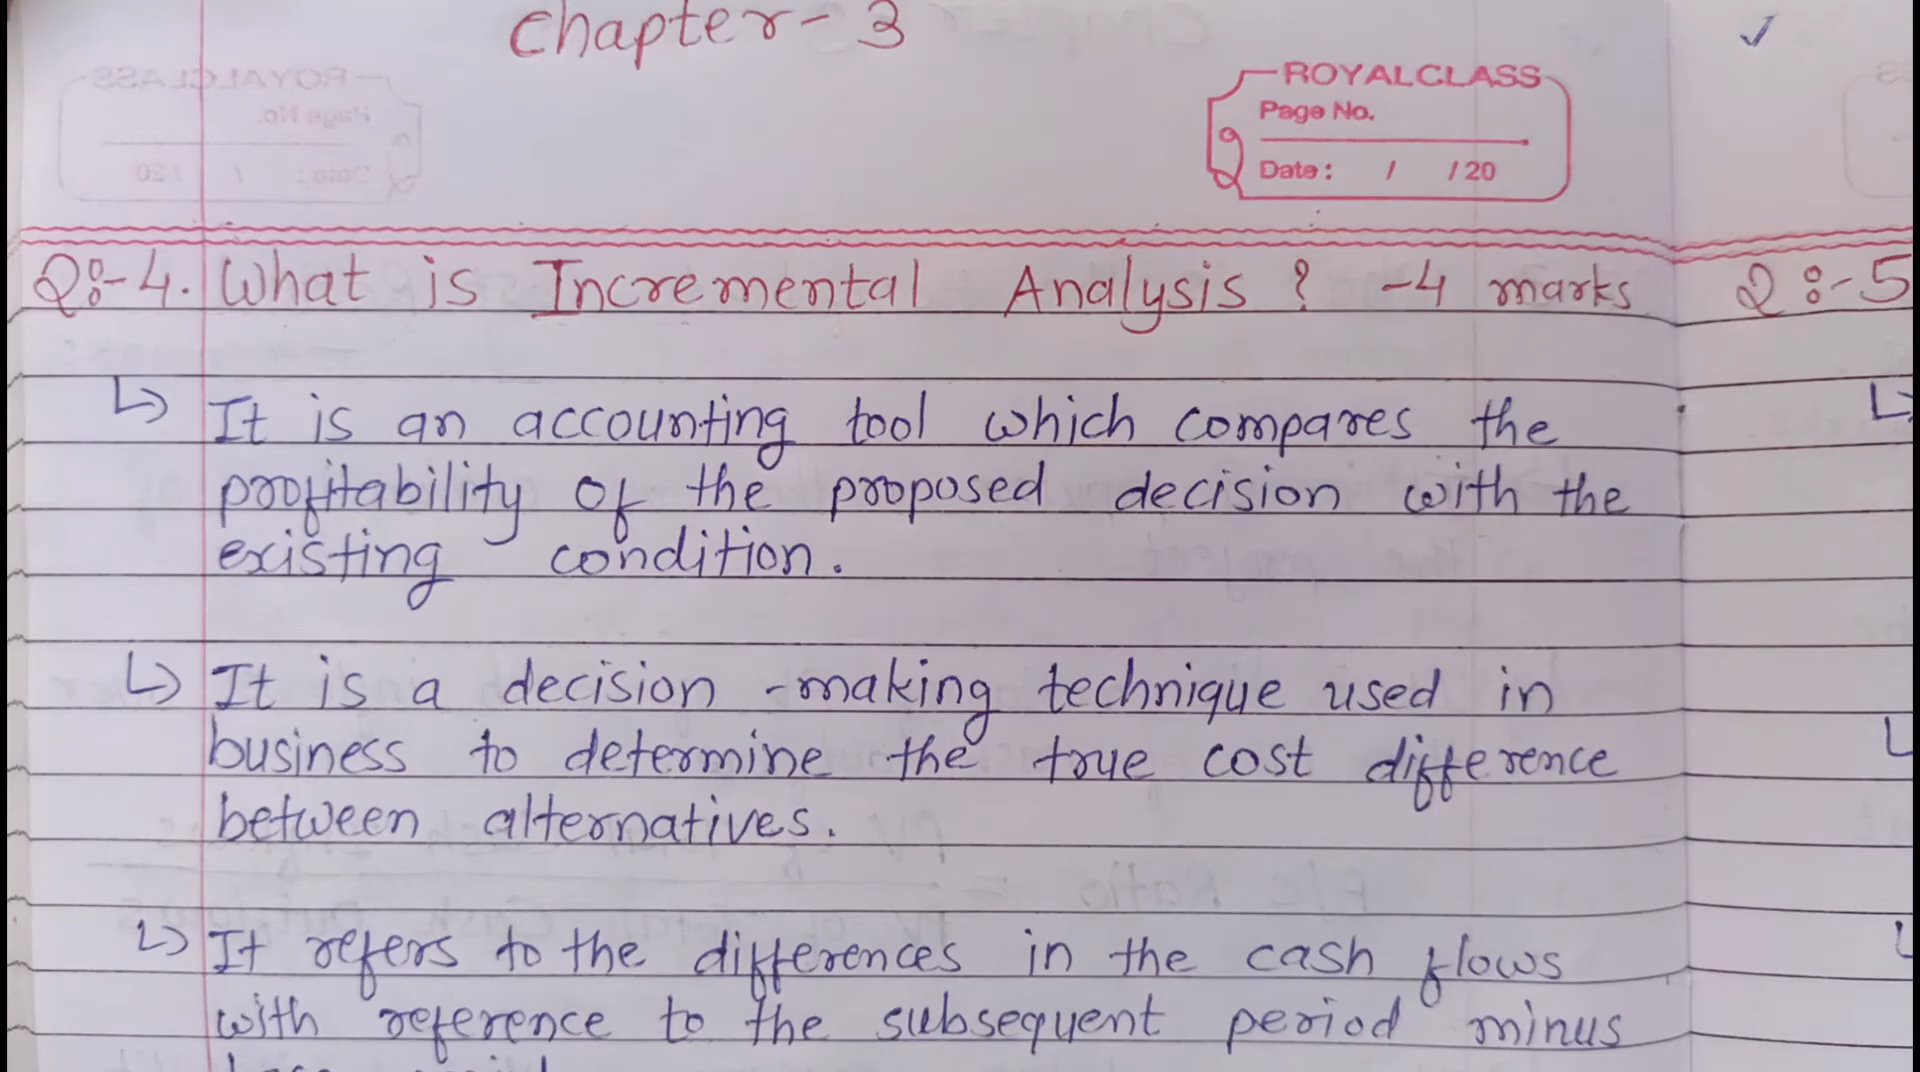 Chapter-3
ROYALCLASS
Page No.
Date: / /20
Q:-4. What is Incremental Analysis? -4 marks
Q:-5
↳ It is an accounting tool which compares the
profitability of the proposed decision with the
existing condition.
↳ It is a decision-making technique used in
business to determine the true cost difference
between alternatives.
↳ It refers to the differences in the cash flows
with reference to the subsequent period minus